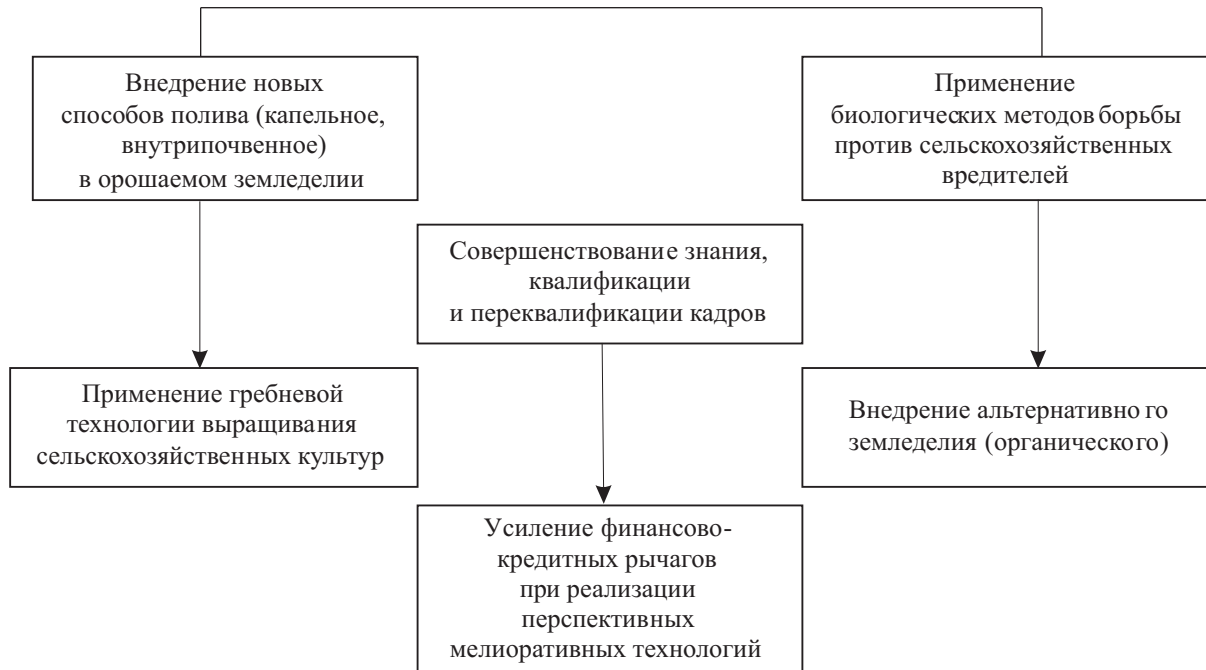 Внедрение новых
способов полива (капельное,
внутрипочвенное)
в орошаемом земледелии
Применение
биологических методов борьбы
против сельскохозяйственных
вредителей
Совершенствование знания,
квалификации
и переквалификации кадров
Применение гребневой
технологии выращивания
сельскохозяйственных культур
Внедрение альтернативного
земледелия (органического)
Усиление финансово-
кредитных рычагов
при реализации
перспективных
мелиоративных технологий